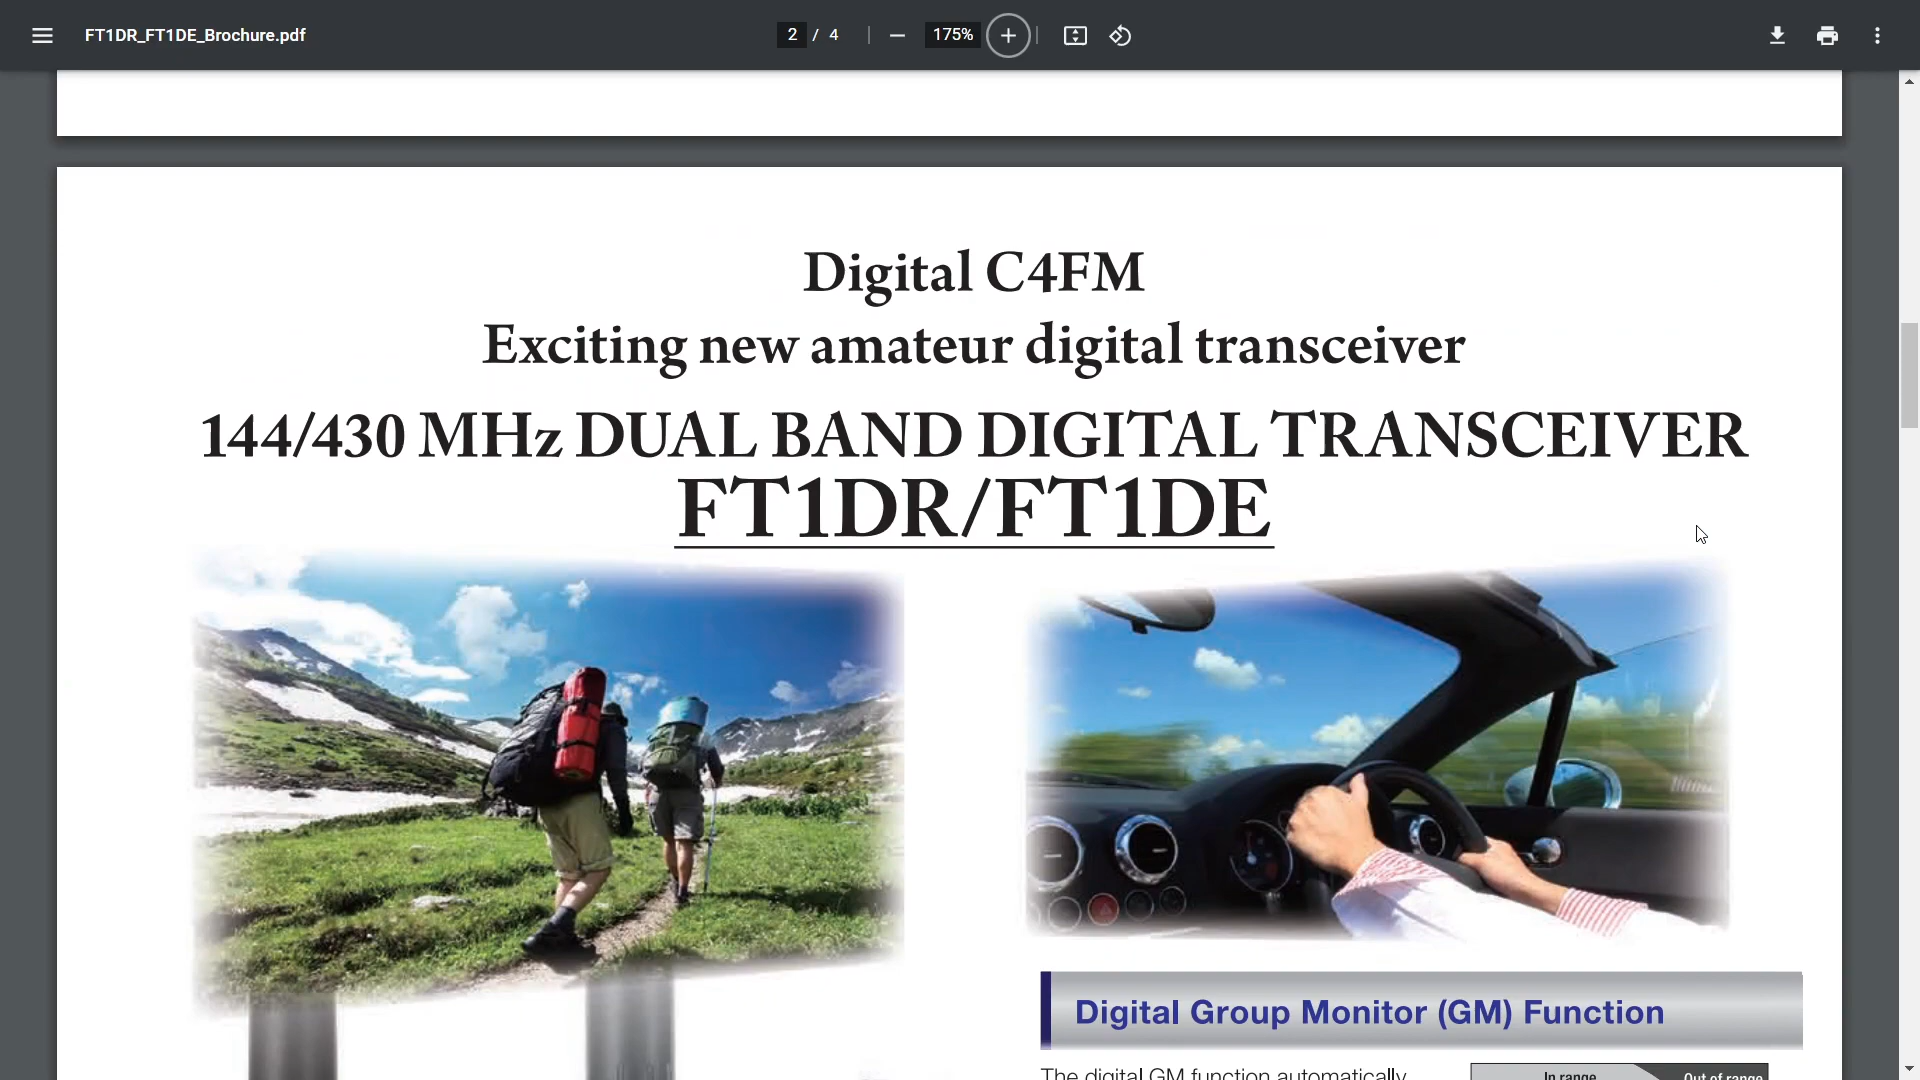 FT1DR_FT1DE_Brochure.pdf
2 / 4
175%
Digital C4FM
Exciting new amateur digital transceiver
144/430 MHz DUAL BAND DIGITAL TRANSCEIVER
FT1DR/FT1DE
Digital Group Monitor (GM) Function
The digital GM function automatically
In range
Out of range